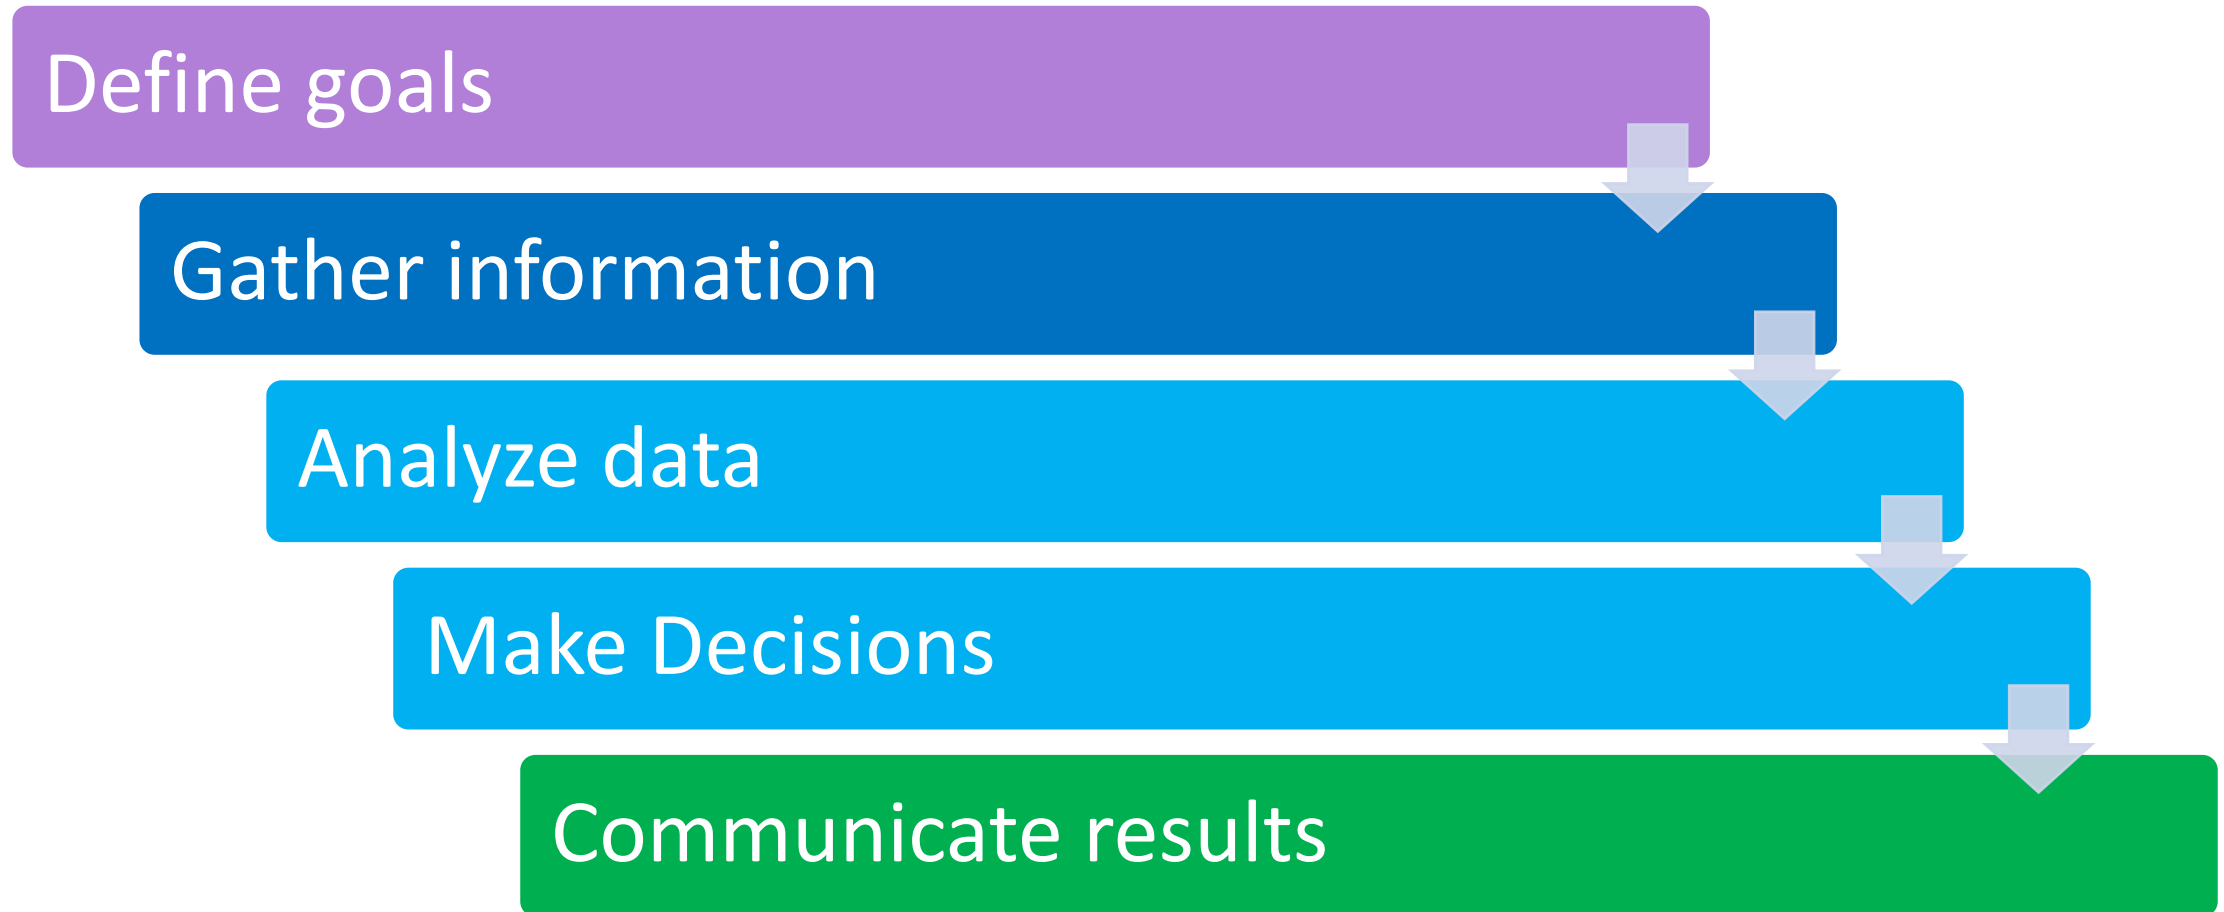 Define goals
Gather information
Analyze data
Make Decisions
Communicate results